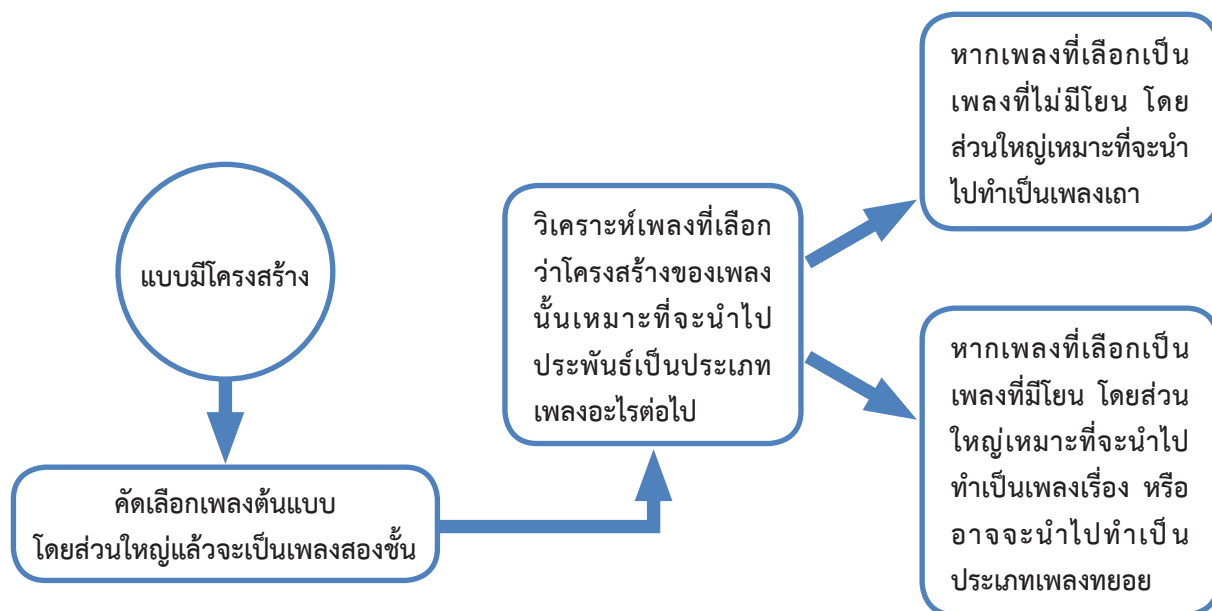 แบบมีโครงสร้าง
คัดเลือกเพลงต้นแบบ
โดยส่วนใหญ่แล้วจะเป็นเพลงสองชั้น
วิเคราะห์เพลงที่เลือก
ว่าโครงสร้างของเพลง
นั้นเหมาะที่จะนำไป
ประพันธ์เป็นประเภท
เพลงอะไรต่อไป
หากเพลงที่เลือกเป็น
เพลงที่ไม่มีโยน โดย
ส่วนใหญ่เหมาะที่จะนำ
ไปทำเป็นเพลงเถา
หากเพลงที่เลือกเป็น
เพลงที่มีโยน โดยส่วน
ใหญ่เหมาะที่จะนำไป
ทำเป็นเพลงเรื่อง หรือ
อาจจะนำไปทำเป็น
ประเภทเพลงทยอย